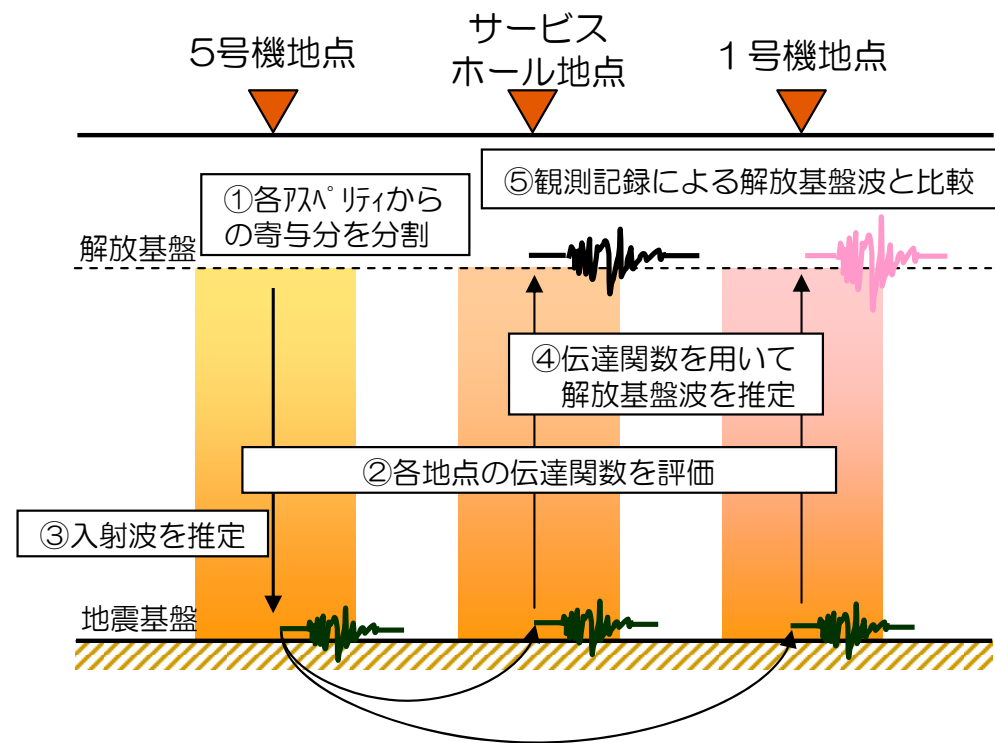 5号機地点
サービス
ホール地点
1号機地点
①各ｱｽﾍﾟﾘﾃｨから
の寄与分を分割
⑤観測記録による解放基盤波と比較
解放基盤
④伝達関数を用いて
解放基盤波を推定
②各地点の伝達関数を評価
③入射波を推定
地震基盤